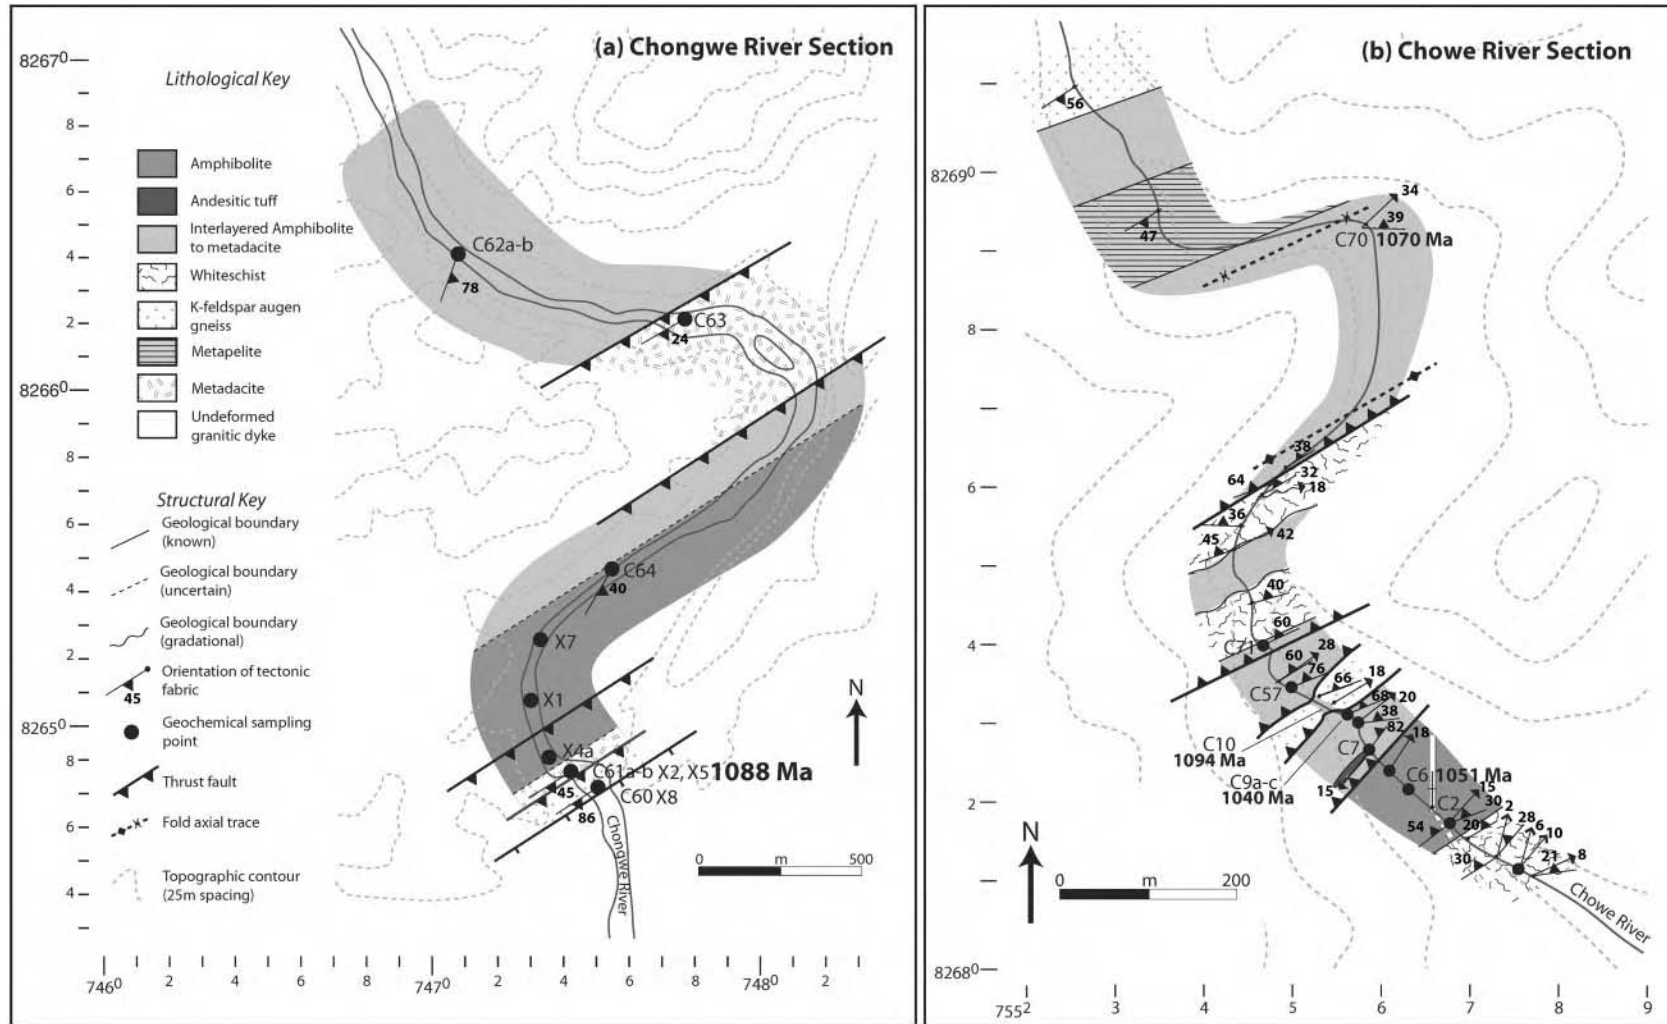 (a) Chongwe River Section
8267⁰
8
6
4
2
8266⁰
8
6
4
2
8265⁰
8
6
4
Lithological Key
Amphibolite
Andesitic tuff
Interlayered Amphibolite
to metadacite
Whiteschist
K-feldspar augen
gneiss
Metapelite
Metadacite
Undeformed
granitic dyke
Structural Key
Geological boundary
(known)
Geological boundary
(uncertain)
Geological boundary
(gradational)
Orientation of tectonic
fabric
45
Geochemical sampling
point
Thrust fault
Fold axial trace
Topographic contour
(25m spacing)
C62a-b
78
C63
24
C64
40
X7
X1
X4a
C61a-b X2, X5 1088 Ma
45
C60 X8
86
Chongwe River
N
0 m 500
746⁰ 2 4 6 8 747⁰ 2 4 6 8 748⁰ 2
(b) Chowe River Section
8269⁰
8
6
4
2
8268⁰
56
47
34
39
C70 1070 Ma
38
64
32
18
36
45
42
40
60
C71
60
28
76
C57
66
18
68
20
38
82
C10
1094 Ma
C7
18
C9a-c
1040 Ma
15
C6 1051 Ma
C2
15
30
2
54
20
28
6
10
30
21
8
Chowe River
N
0 m 200
755² 3 4 5 6 7 8 9